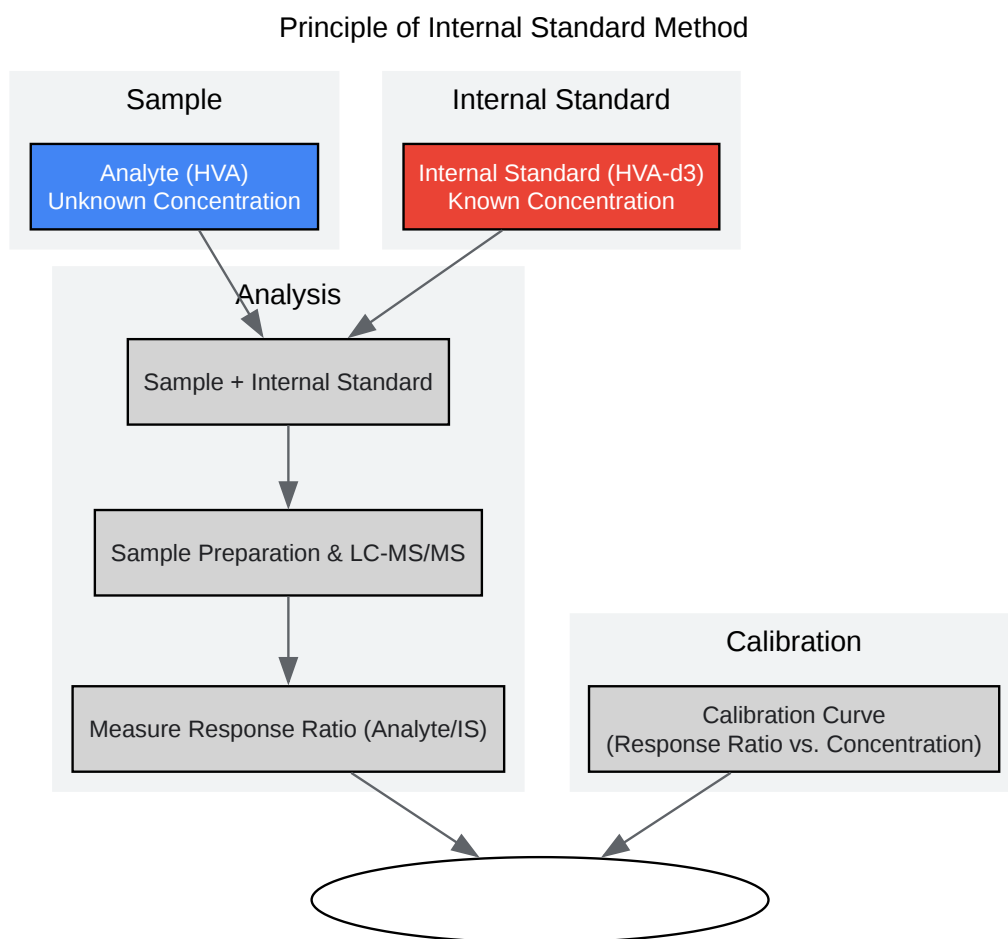 Principle of Internal Standard Method
Sample
Internal Standard
Analyte (HVA)
Unknown Concentration
Internal Standard (HVA-d3)
Known Concentration
Analysis
Sample + Internal Standard
Sample Preparation & LC-MS/MS
Calibration
Measure Response Ratio (Analyte/IS)
Calibration Curve
(Response Ratio vs. Concentration)